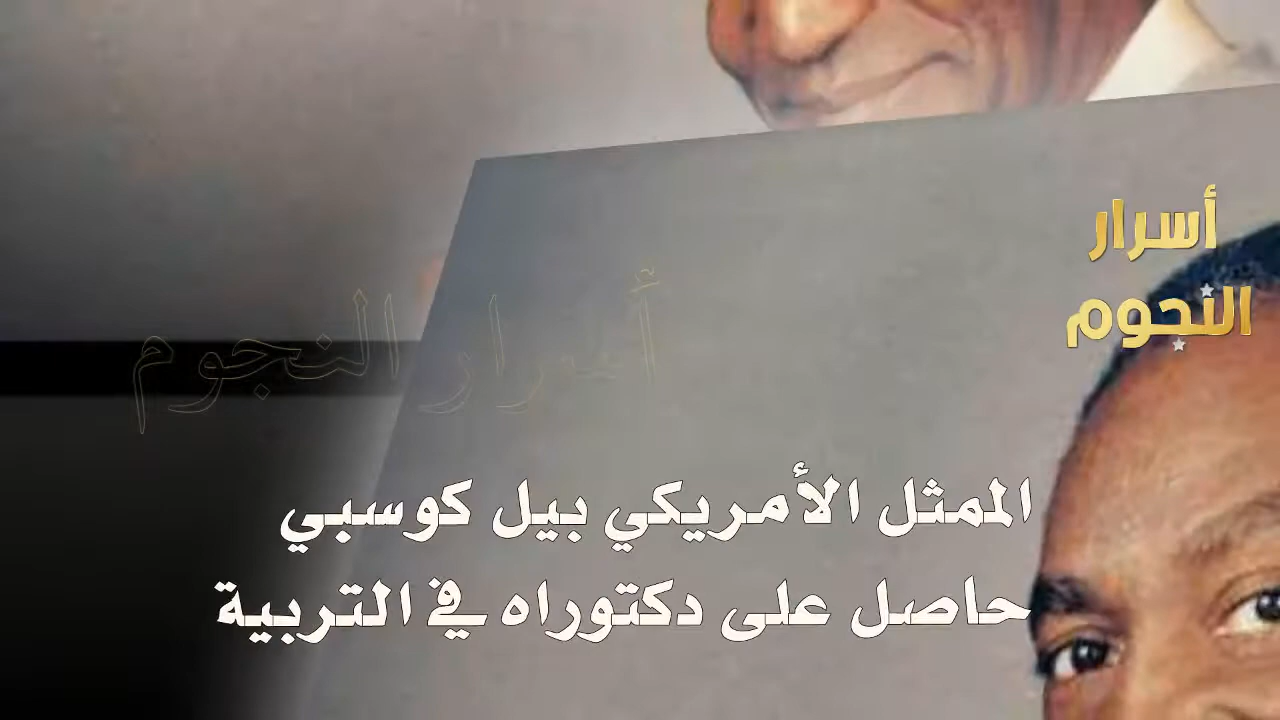 أسرار
النجوم
أسرار النجوم
الممثل الأمريكي بيل كوسبي
حاصل على دكتوراه في التربية